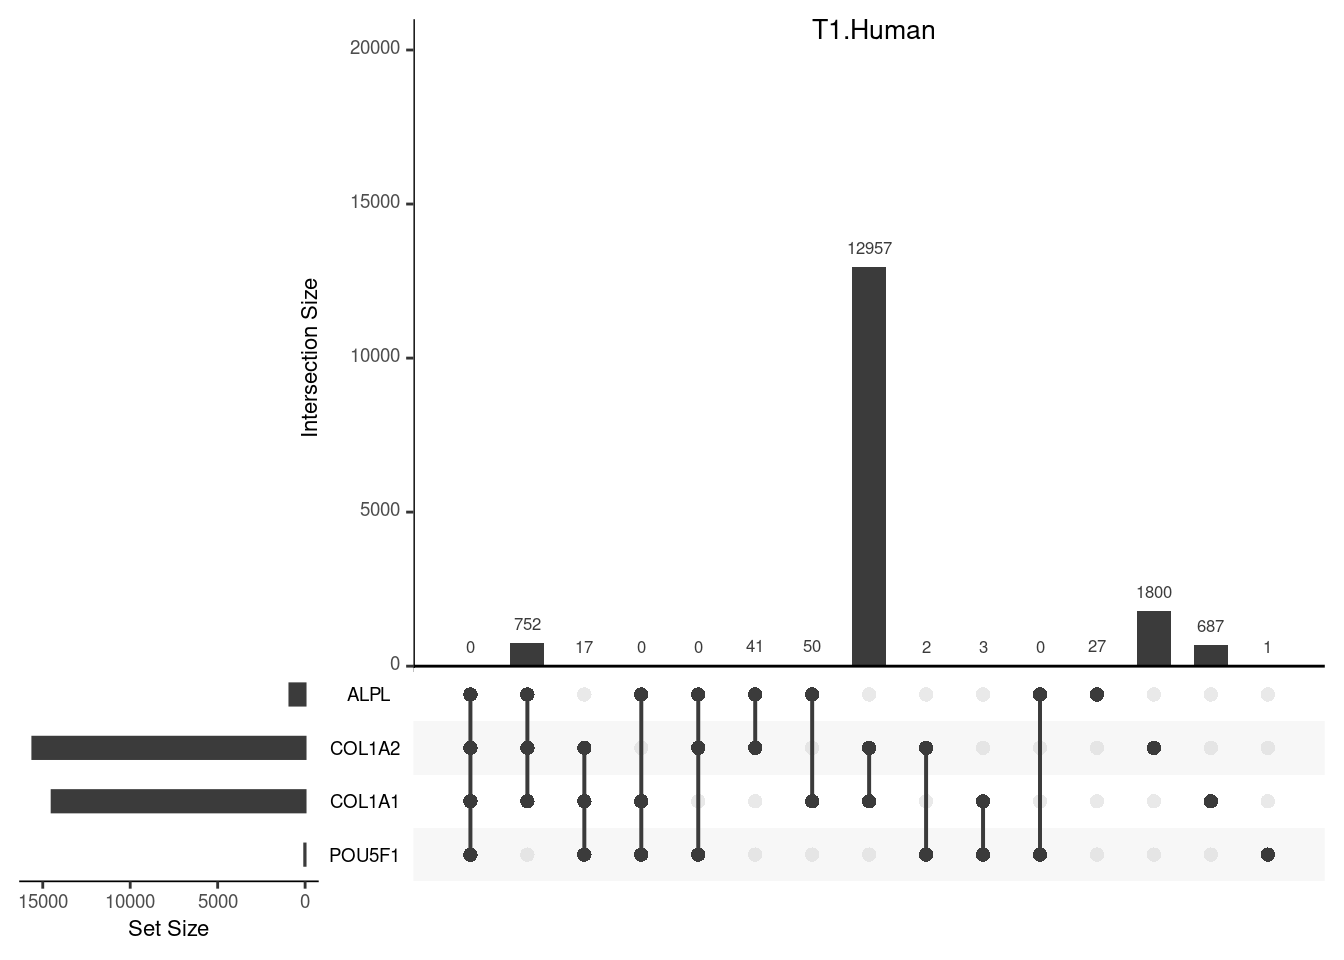 T1.Human
20000
15000
10000
5000
0
Intersection Size
0 752 17 0 0 41 50 12957 2 3 0 27 1800 687 1
ALPL
COL1A2
COL1A1
POU5F1
15000 10000 5000 0
Set Size